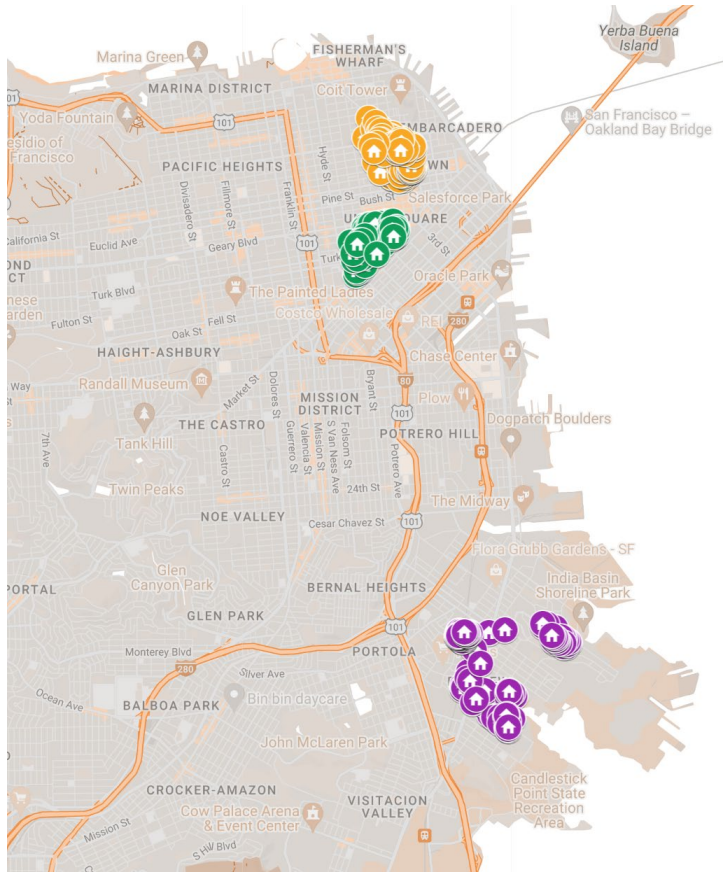 Yerba Buena
Island
FISHERMAN'S
WHARF
Marina Green
MARINA DISTRICT
Coit Tower
101
Yoda Fountain
101
EMBARCADERO
San Francisco –
Oakland Bay Bridge
esidio of
Francisco
PACIFIC HEIGHTS
Hyde St
WN
Divisadero St
Fillmore St
Franklin St
Pine St
Bush St
Salesforce Park
QUARE
California St
Euclid Ave
Geary Blvd
101
3rd St
OND
CT
Turk
Oracle Park
nese
arden
Turk Blvd
The Painted Ladies
Fulton St
Fell St
Costco Wholesale
REI
280
Oak St
HAIGHT-ASHBURY
Chase Center
Way
Randall Museum
Market St
Dolores St
MISSION
DISTRICT
Bryant St
80
Plow
101
Dogpatch Boulders
THE CASTRO
POTRERO HILL
7th Ave
Tank Hill
Castro St
Guerrero St
Valencia St
Mission St
S Van Ness Ave
Folsom St
Potrero Ave
Twin Peaks
24th St
The Midway
NOE VALLEY
Cesar Chavez St
101
Flora Grubb Gardens - SF
Glen
Canyon Park
India Basin
Shoreline Park
PORTAL
BERNAL HEIGHTS
GLEN PARK
101
Monterey Blvd
PORTOLA
280
Silver Ave
Ocean Ave
Bin bin daycare
BALBOA PARK
John McLaren Park
Candlestick
Point State
Recreation
Area
CROCKER-AMAZON
Cow Palace Arena
& Event Center
VISITACION
VALLEY
Mission St
S Hill Blvd